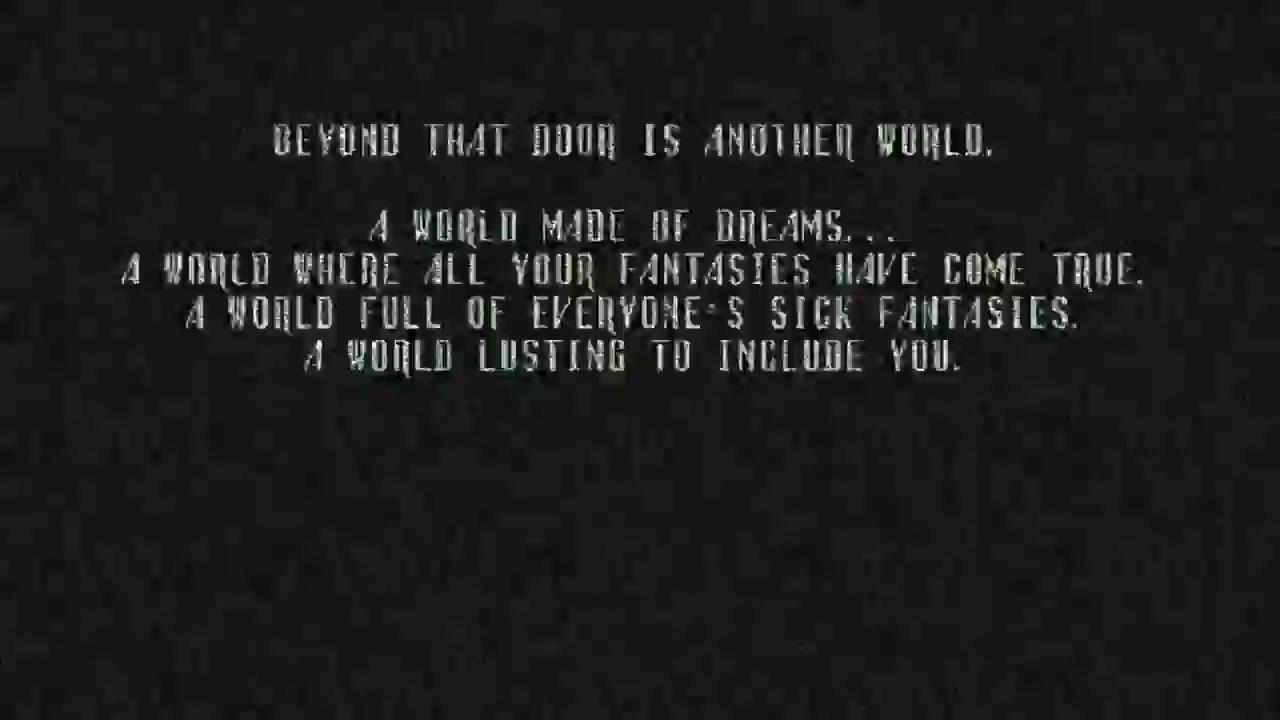 BEYOND THAT DOOR IS ANOTHER WORLD.
A WORLD MADE OF DREAMS...
A WORLD WHERE ALL YOUR FANTASIES HAVE COME TRUE.
A WORLD FULL OF EVERYONE'S SICK FANTASIES.
A WORLD LUSTING TO INCLUDE YOU.